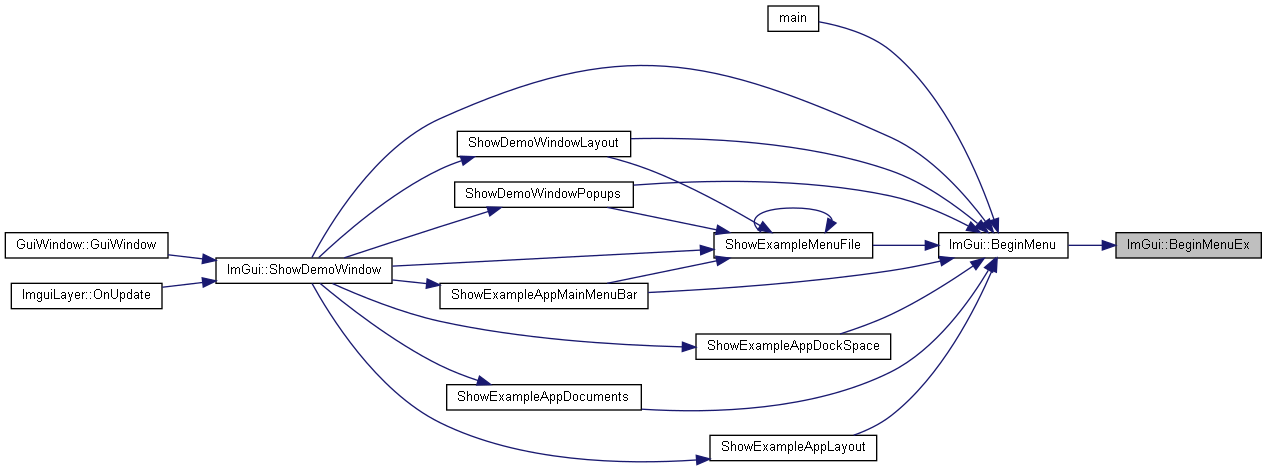 main
ShowDemoWindowLayout
ShowDemoWindowPopups
GuiWindow::GuiWindow
ShowExampleMenuFile
ImGui::BeginMenu
ImGui::BeginMenuEx
ImGui::ShowDemoWindow
ImguiLayer::OnUpdate
ShowExampleAppMainMenuBar
ShowExampleAppDockSpace
ShowExampleAppDocuments
ShowExampleAppLayout